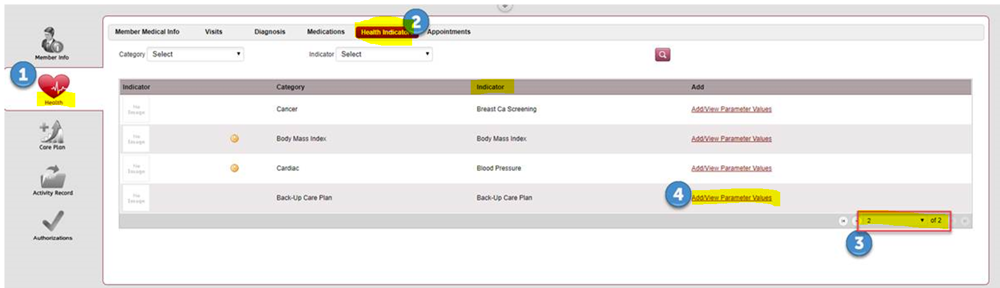 2
Member Medical Info Visits Diagnosis Medications Health Indicators Appointments
Member Info
Category Select Indicator Select
1
Health
Indicator Category Indicator Add
No Image Cancer Breast Ca Screening Add/View Parameter Values
No Image Body Mass Index Body Mass Index Add/View Parameter Values
Care Plan
No Image Cardiac Blood Pressure Add/View Parameter Values
Activity Record
No Image Back-Up Care Plan Back-Up Care Plan 4 Add/View Parameter Values
2 of 2
Authorizations
3